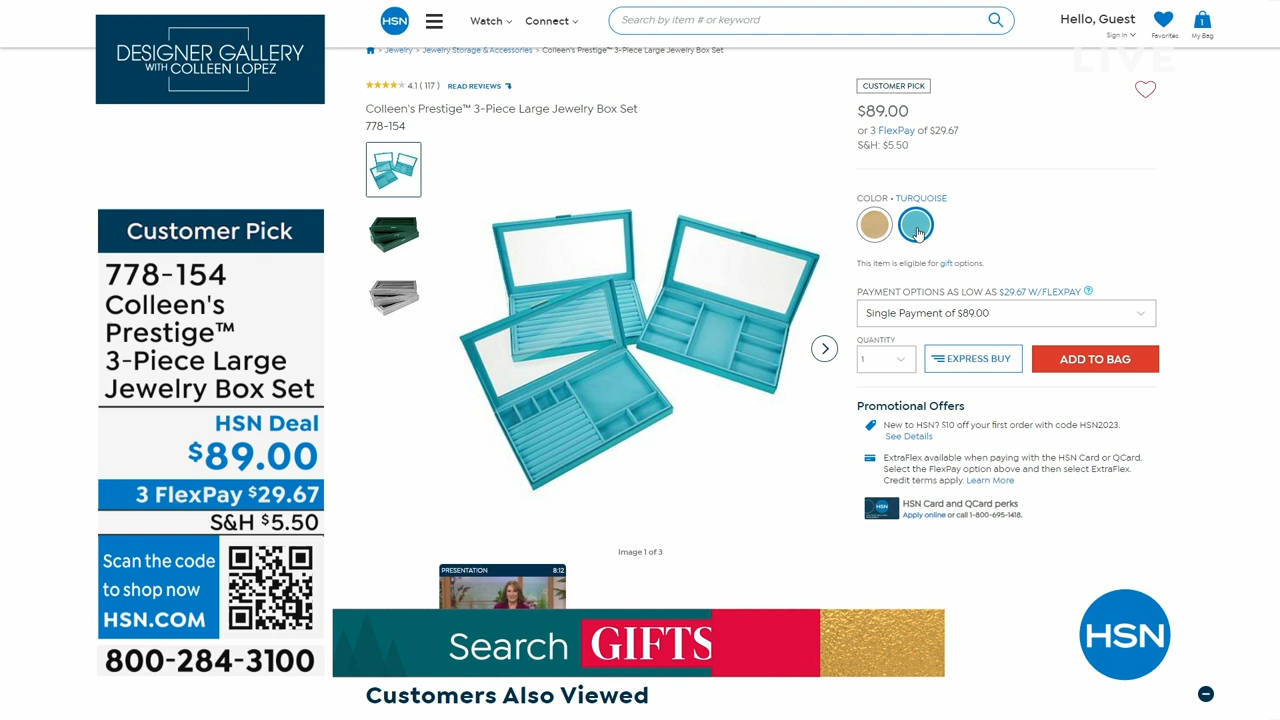 DESIGNER GALLERY
WITH COLLEEN LOPEZ
Customer Pick
778-154
Colleen's
Prestige™
3-Piece Large
Jewelry Box Set
HSN Deal
$89.00
3 FlexPay $29.67
S&H $5.50
Scan the code
to shop now
HSN.COM
800-284-3100
HSN
Watch
Connect
Search by item # or keyword
Hello, Guest
Sign In
Favorites
1
My Bag
LIVE
> Jewelry > Jewelry Storage & Accessories > Colleen's Prestige™ 3-Piece Large Jewelry Box Set
4.1 ( 117 ) READ REVIEWS
Colleen's Prestige™ 3-Piece Large Jewelry Box Set
778-154
Image 1 of 3
PRESENTATION 8:12
CUSTOMER PICK
$89.00
or 3 FlexPay of $29.67
S&H: $5.50
COLOR • TURQUOISE
This item is eligible for gift options.
PAYMENT OPTIONS AS LOW AS $29.67 W/FLEXPAY ?
Single Payment of $89.00
QUANTITY
1
EXPRESS BUY
ADD TO BAG
Promotional Offers
New to HSN? $10 off your first order with code HSN2023.
See Details
ExtraFlex available when paying with the HSN Card or QCard.
Select the FlexPay option above and then select ExtraFlex.
Credit terms apply. Learn More
HSN
HSN Card and QCard perks
Apply online or call 1-800-695-1418.
Search GIFTS
HSN
Customers Also Viewed